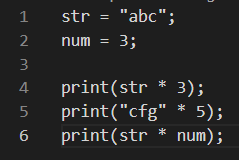 1 str = "abc";
2 num = 3;
3
4 print(str * 3);
5 print("cfg" * 5);
6 print(str * num);